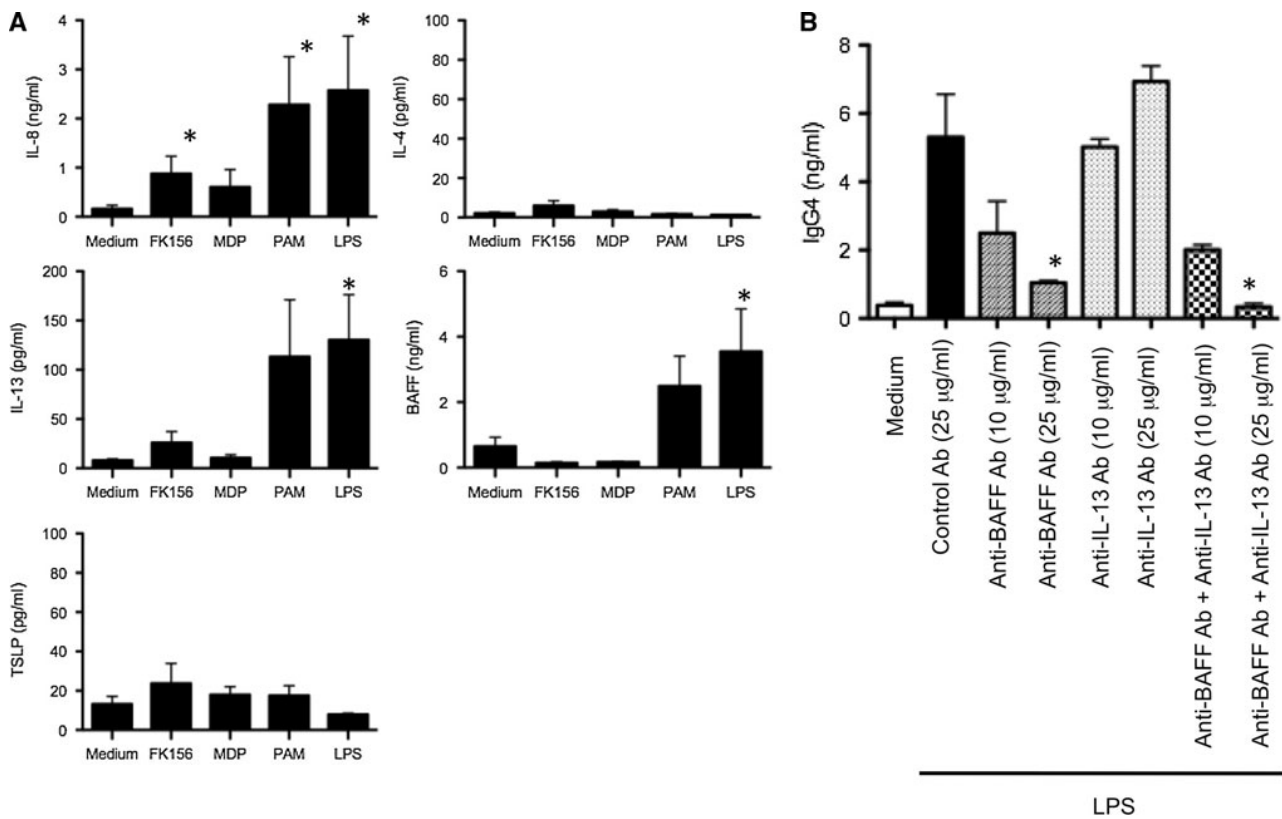 A
IL-8 (ng/ml)
4
3
2
1
0
*
*
*
Medium FK156 MDP PAM LPS
IL-4 (pg/ml)
100
80
60
40
20
0
Medium FK156 MDP PAM LPS
IL-13 (pg/ml)
200
150
100
50
0
*
Medium FK156 MDP PAM LPS
BAFF (ng/ml)
6
4
2
0
*
Medium FK156 MDP PAM LPS
TSLP (pg/ml)
100
80
60
40
20
0
Medium FK156 MDP PAM LPS
B
IgG4 (ng/ml)
8
6
4
2
0
*
*
Medium
Control Ab (25 μg/ml)
Anti-BAFF Ab (10 μg/ml)
Anti-BAFF Ab (25 μg/ml)
Anti-IL-13 Ab (10 μg/ml)
Anti-IL-13 Ab (25 μg/ml)
Anti-BAFF Ab + Anti-IL-13 Ab (10 μg/ml)
Anti-BAFF Ab + Anti-IL-13 Ab (25 μg/ml)
LPS